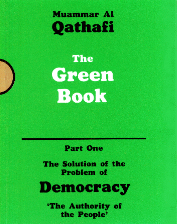 Muammar Al
Qathafi
The
Green
Book
Part One
The Solution of the
Problem of
Democracy
'The Authority of
the People'